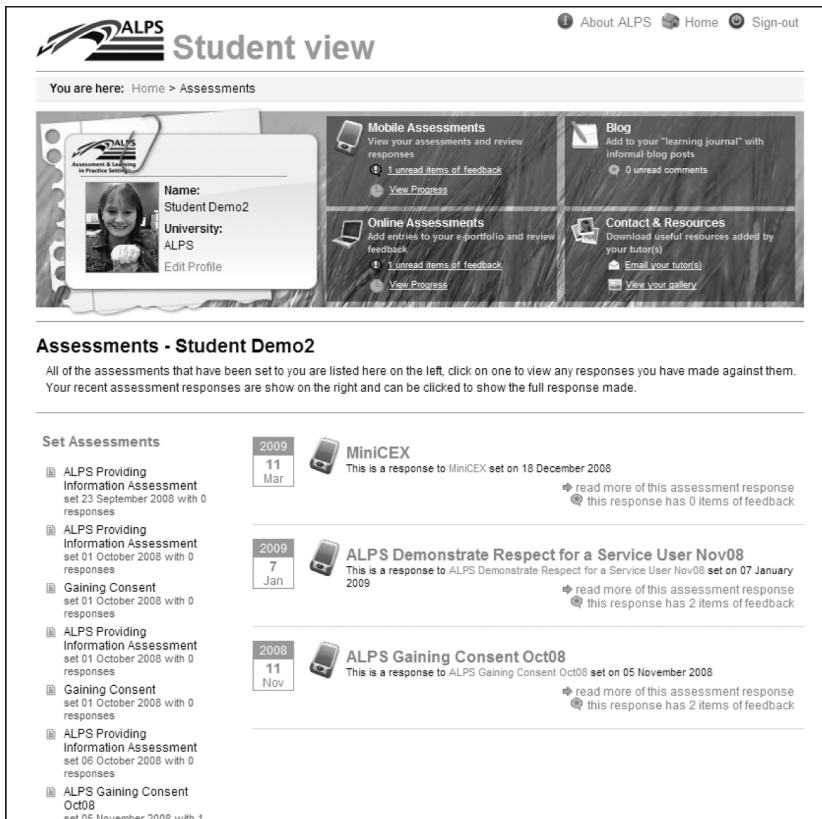 ALPS
Student view
About ALPS Home Sign-out
You are here: Home > Assessments
ALPS
Assessment & Learning
in Practice Settings
Name:
Student Demo2
University:
ALPS
Edit Profile
Mobile Assessments
View your assessments and review
responses
1 unread items of feedback
View Progress
Blog
Add to your "learning journal" with
informal blog posts
0 unread comments
Online Assessments
Add entries to your e-portfolio and review
feedback
1 unread items of feedback
View Progress
Contact & Resources
Download useful resources added by
your tutor(s)
Email your tutor(s)
View your gallery
Assessments - Student Demo2
All of the assessments that have been set to you are listed here on the left, click on one to view any responses you have made against them.
Your recent assessment responses are show on the right and can be clicked to show the full response made.
Set Assessments
ALPS Providing
Information Assessment
set 23 September 2008 with 0
responses
ALPS Providing
Information Assessment
set 01 October 2008 with 0
responses
Gaining Consent
set 01 October 2008 with 0
responses
ALPS Providing
Information Assessment
set 01 October 2008 with 0
responses
Gaining Consent
set 01 October 2008 with 0
responses
ALPS Providing
Information Assessment
set 06 October 2008 with 0
responses
ALPS Gaining Consent
Oct08
set 05 November 2008 with 1
2009
11
Mar
MiniCEX
This is a response to MiniCEX set on 18 December 2008
read more of this assessment response
this response has 0 items of feedback
2009
7
Jan
ALPS Demonstrate Respect for a Service User Nov08
This is a response to ALPS Demonstrate Respect for a Service User Nov08 set on 07 January
2009
read more of this assessment response
this response has 2 items of feedback
2008
11
Nov
ALPS Gaining Consent Oct08
This is a response to ALPS Gaining Consent Oct08 set on 05 November 2008
read more of this assessment response
this response has 2 items of feedback